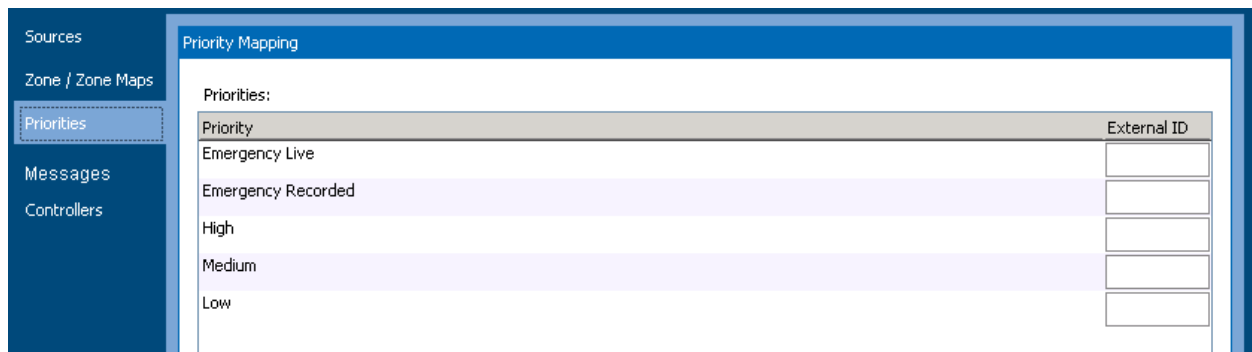 Sources
Zone / Zone Maps
Priorities
Messages
Controllers
Priority Mapping
Priorities:
Priority External ID
Emergency Live
Emergency Recorded
High
Medium
Low